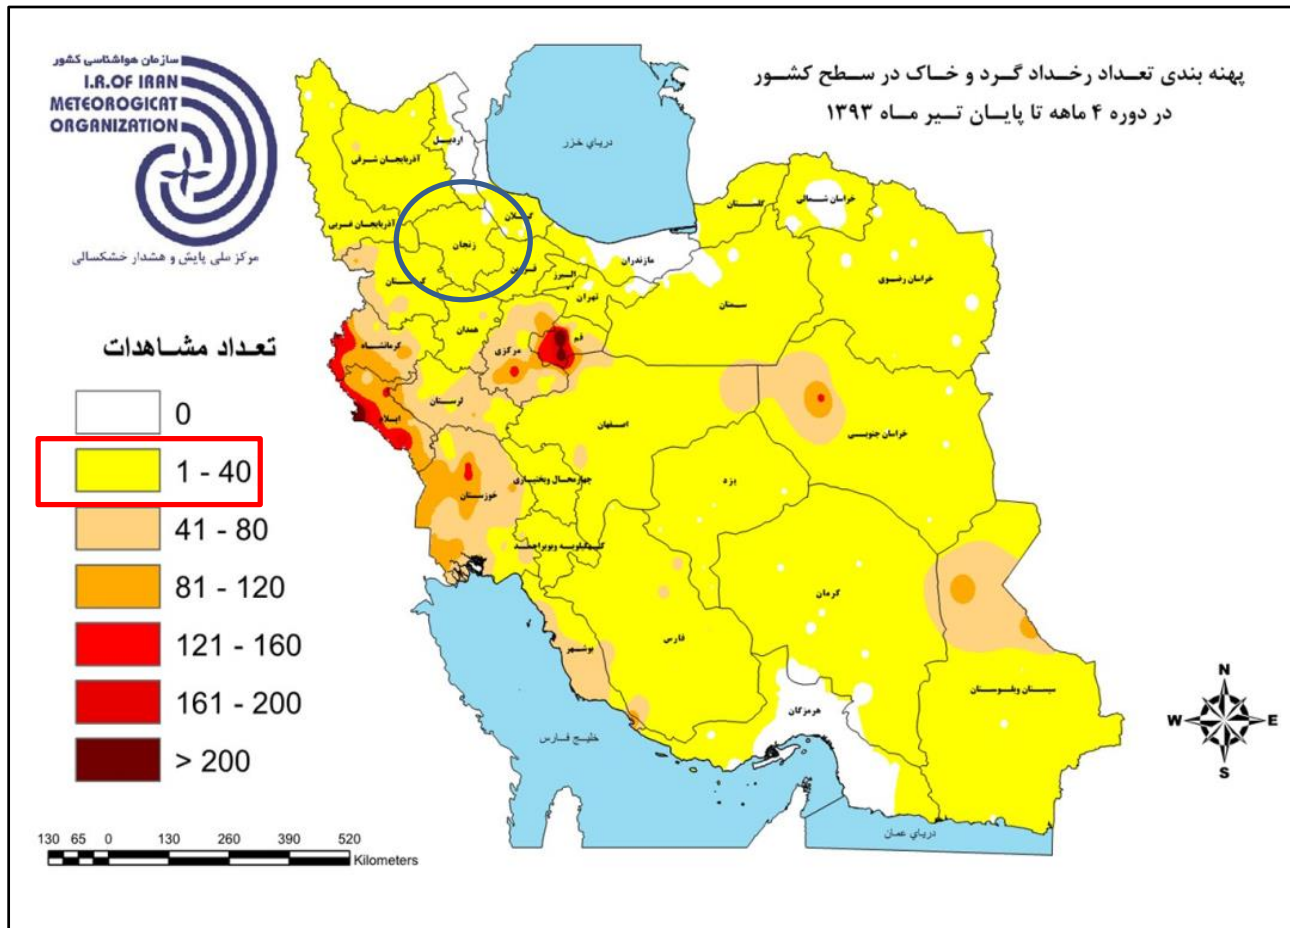 سازمان هواشناسی کشور
I.R.OF IRAN
METEOROGICAT
ORGANIZATION
مرکز ملی پایش و هشدار خشکسالی
پهنه بندی تعداد رخداد گرد و خاک در سطح کشور
در دوره ۴ ماهه تا پایان تیر ماه ۱۳۹۳
دریای خزر
اردبیل
آذربایجان شرقی
آذربایجان غربی
زنجان
گیلان
گلستان
خراسان شمالی
مازندران
خراسان رضوی
قزوین
البرز
کردستان
تهران
سمنان
همدان
قم
مرکزی
کرمانشاه
لرستان
ایلام
اصفهان
خراسان جنوبی
یزد
چهارمحال وبختیاری
خوزستان
کهگیلویه وبویراحمد
کرمان
فارس
بوشهر
سیستان وبلوچستان
هرمزگان
خلیج فارس
دریای عمان
تعداد مشاهدات
0
1 - 40
41 - 80
81 - 120
121 - 160
161 - 200
> 200
N
W E
S
130 65 0 130 260 390 520
Kilometers